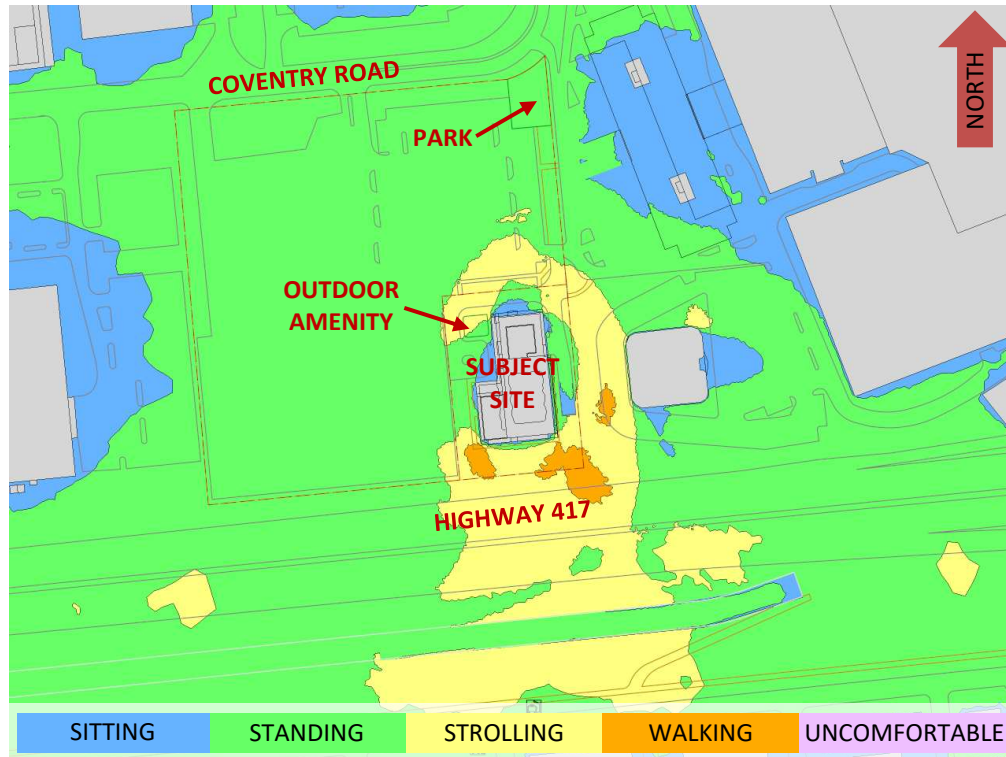 COVENTRY ROAD
NORTH
PARK
OUTDOOR
AMENITY
SUBJECT
SITE
HIGHWAY 417
SITTING
STANDING
STROLLING
WALKING
UNCOMFORTABLE